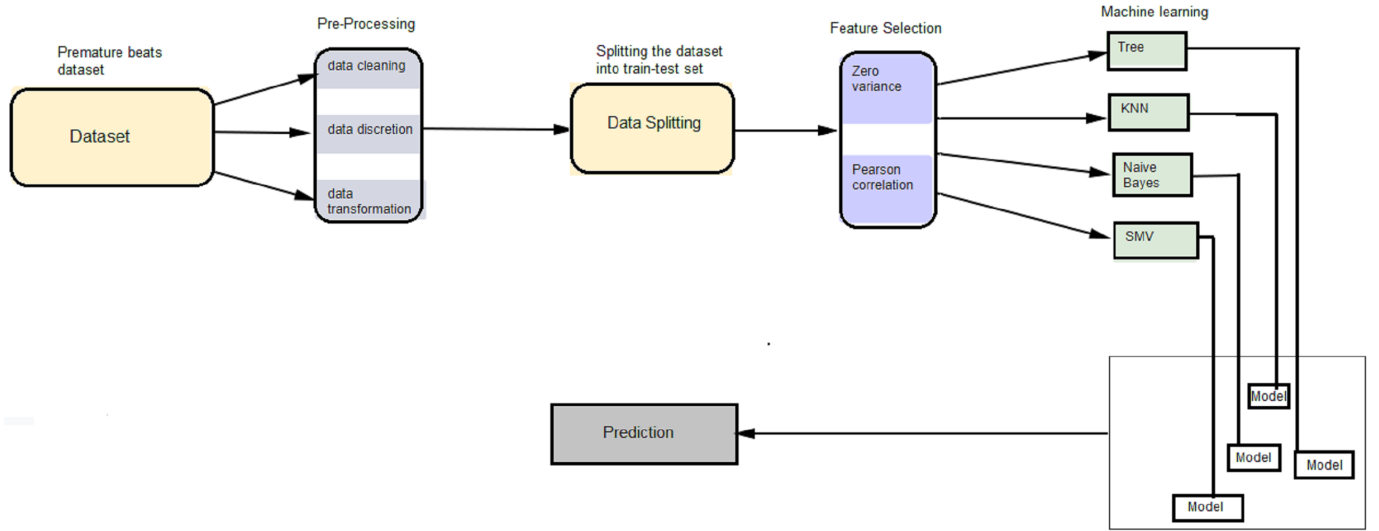 Premature beats
dataset
Dataset
Pre-Processing
data cleaning
data discretion
data
transformation
Splitting the dataset
into train-test set
Data Splitting
Feature Selection
Zero
variance
Pearson
correlation
Machine learning
Tree
KNN
Naive
Bayes
SMV
Model
Model
Model
Model
Prediction